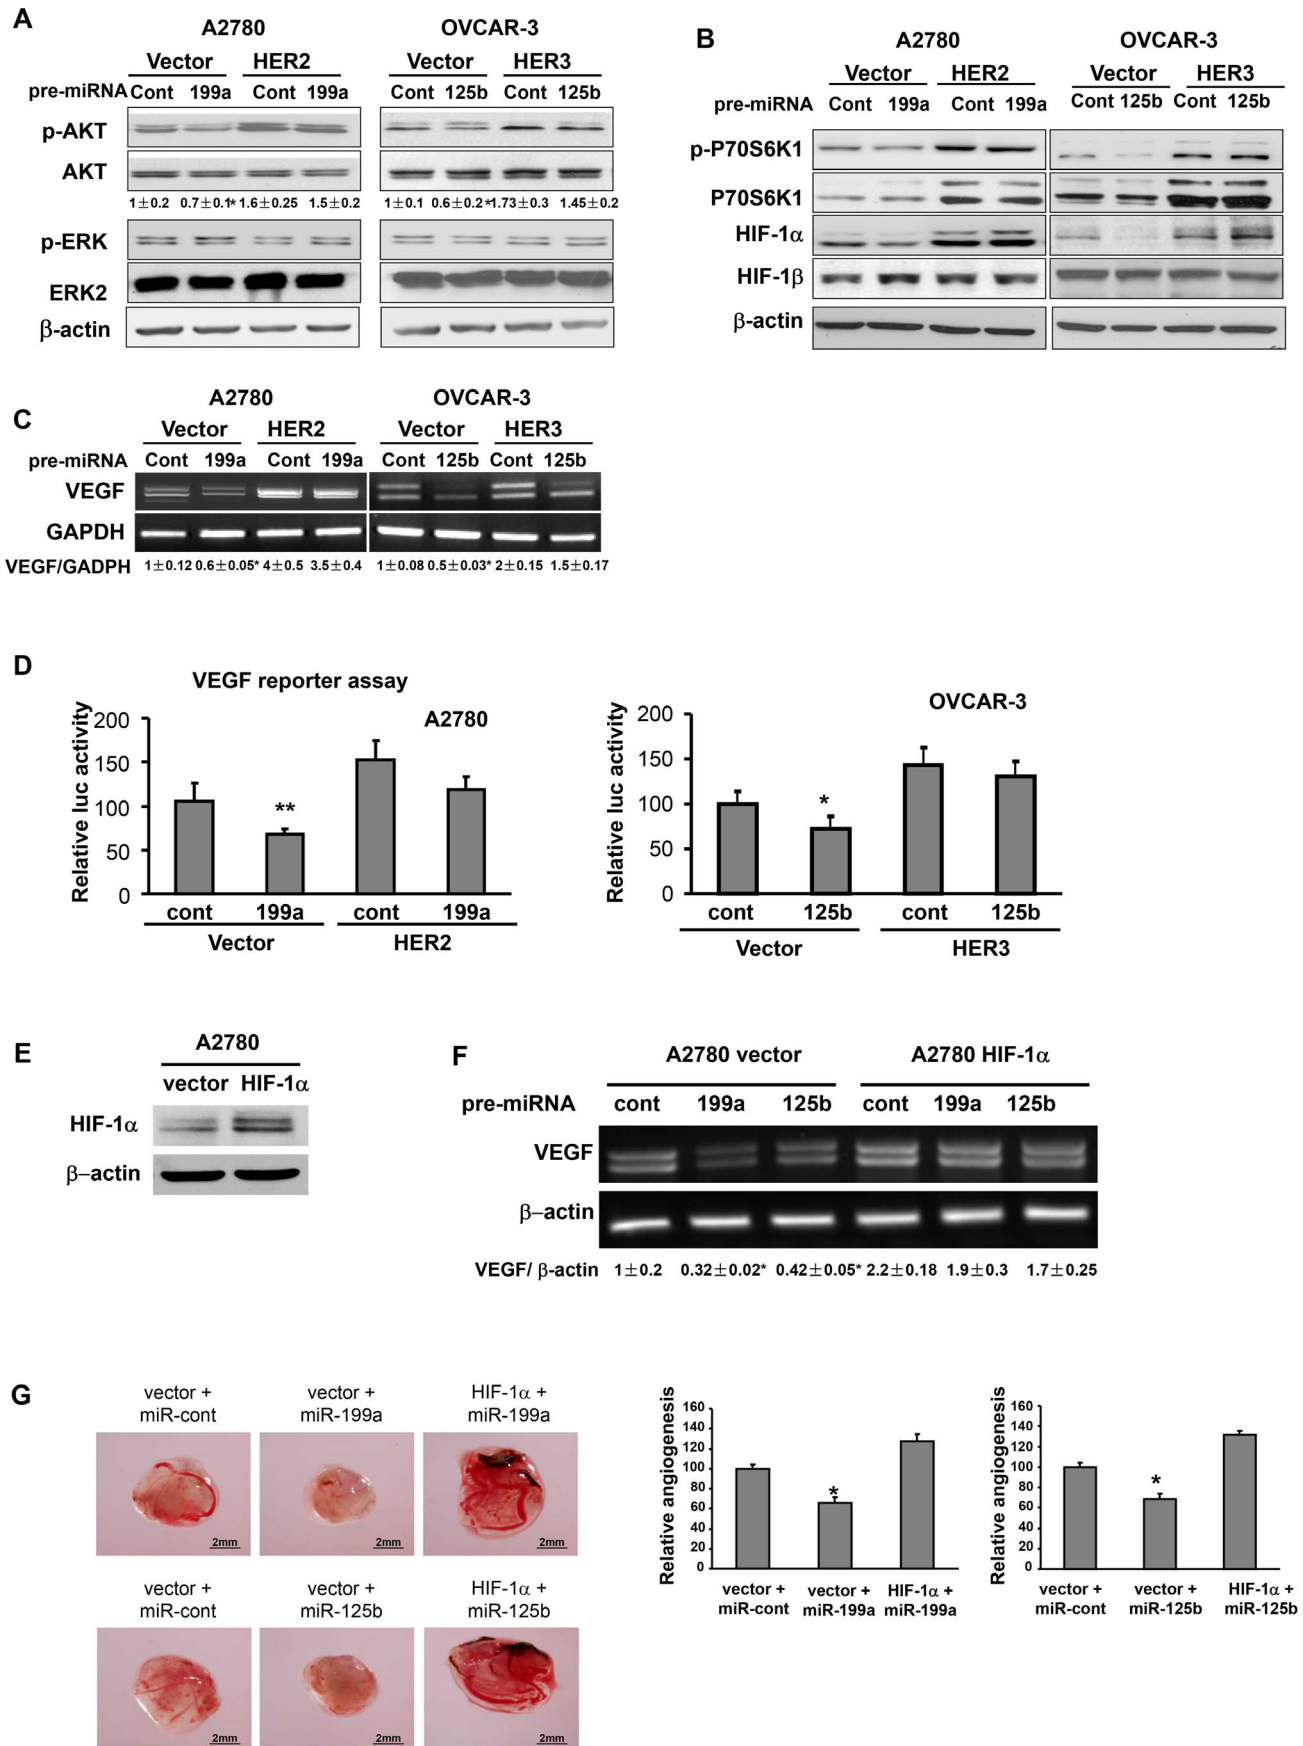 A
A2780 OVCAR-3
Vector HER2 Vector HER3
pre-miRNA Cont 199a Cont 199a Cont 125b Cont 125b
p-AKT
AKT
1±0.2 0.7±0.1* 1.6±0.25 1.5±0.2 1±0.1 0.6±0.2* 1.73±0.3 1.45±0.2
p-ERK
ERK2
β-actin
B
A2780 OVCAR-3
Vector HER2 Vector HER3
pre-miRNA Cont 199a Cont 199a Cont 125b Cont 125b
p-P70S6K1
P70S6K1
HIF-1α
HIF-1β
β-actin
C
A2780 OVCAR-3
Vector HER2 Vector HER3
pre-miRNA Cont 199a Cont 199a Cont 125b Cont 125b
VEGF
GAPDH
VEGF/GADPH 1±0.12 0.6±0.05* 4±0.5 3.5±0.4 1±0.08 0.5±0.03* 2±0.15 1.5±0.17
D
VEGF reporter assay
A2780
Relative luc activity
200
150
100
50
0
**
cont 199a cont 199a
Vector HER2
OVCAR-3
Relative luc activity
200
150
100
50
0
*
cont 125b cont 125b
Vector HER3
E
A2780
vector HIF-1α
HIF-1α
β–actin
F
A2780 vector A2780 HIF-1α
pre-miRNA cont 199a 125b cont 199a 125b
VEGF
β–actin
VEGF/ β-actin 1±0.2 0.32±0.02* 0.42±0.05* 2.2±0.18 1.9±0.3 1.7±0.25
G
vector + vector + HIF-1α +
miR-cont miR-199a miR-199a
2mm 2mm 2mm
vector + vector + HIF-1α +
miR-cont miR-125b miR-125b
2mm 2mm 2mm
Relative angiogenesis
160
140
120
100
80
60
40
20
0
*
vector + vector + HIF-1α +
miR-cont miR-199a miR-199a
Relative angiogenesis
160
140
120
100
80
60
40
20
0
*
vector + vector + HIF-1α +
miR-cont miR-125b miR-125b